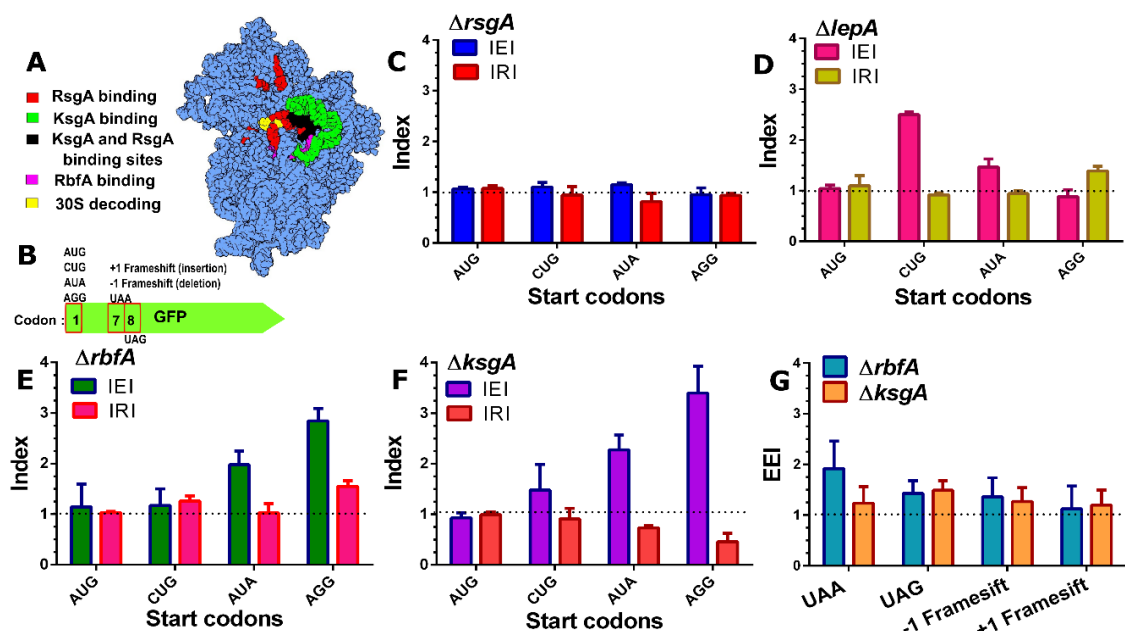 A
RsgA binding
KsgA binding
KsgA and RsgA
binding sites
RbfA binding
30S decoding
B
AUG
CUG
AUA
AGG
+1 Frameshift (insertion)
-1 Frameshift (deletion)
UAA
Codon : 1 7 8 GFP
UAG
C
ΔrsgA
IEI
IRI
Index
4
3
2
1
0
AUG CUG AUA AGG
Start codons
D
ΔlepA
IEI
IRI
Index
4
3
2
1
0
AUG CUG AUA AGG
Start codons
E
ΔrbfA
IEI
IRI
Index
4
3
2
1
0
AUG CUG AUA AGG
Start codons
F
ΔksgA
IEI
IRI
Index
4
3
2
1
0
AUG CUG AUA AGG
Start codons
G
ΔrbfA
ΔksgA
EEI
4
3
2
1
0
UAA UAG -1 Framesift +1 Framesift